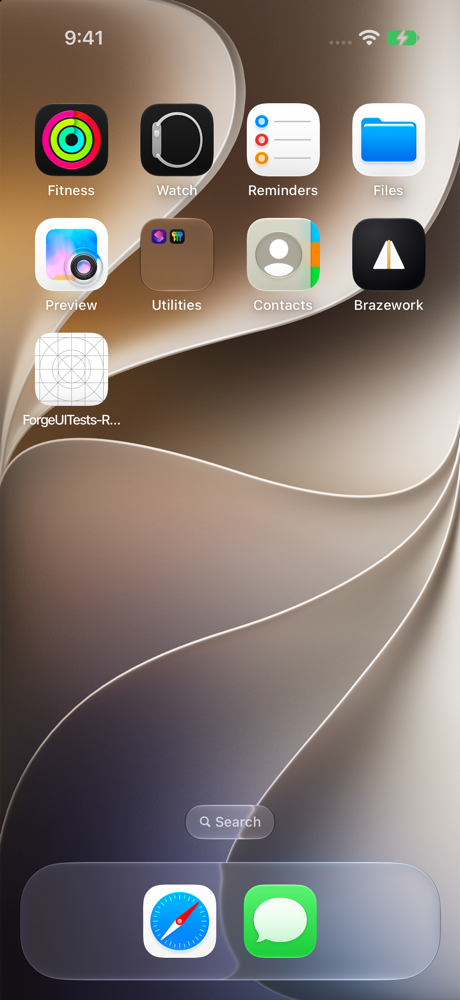 9:41
Fitness
Watch
Reminders
Files
Preview
Utilities
Contacts
Brazework
ForgeUITests-R...
Search